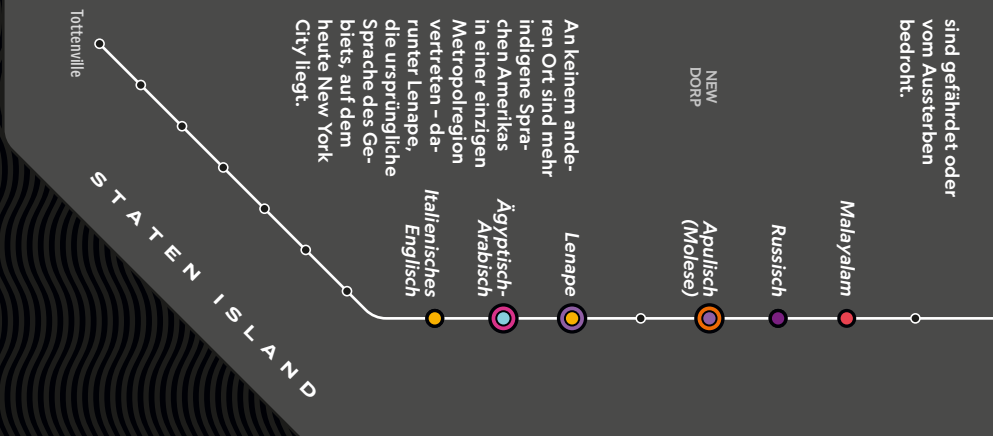 sind gefährdet oder
vom Aussterben
bedroht.
NEW
DORP
An keinem ande-
ren Ort sind mehr
indigene Spra-
chen Amerikas
in einer einzigen
Metropolregion
vertreten – da-
runter Lenape,
die ursprüngliche
Sprache des Ge-
biets, auf dem
heute New York
City liegt.
Malayalam
Russisch
Apulisch
(Molese)
Lenape
Ägyptisch-
Arabisch
Italienisches
Englisch
Tottenville
STATEN ISLAND